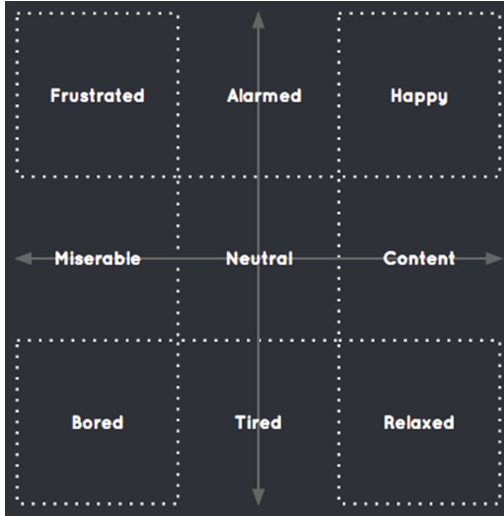 Frustrated Alarmed Happy
Miserable Neutral Content
Bored Tired Relaxed